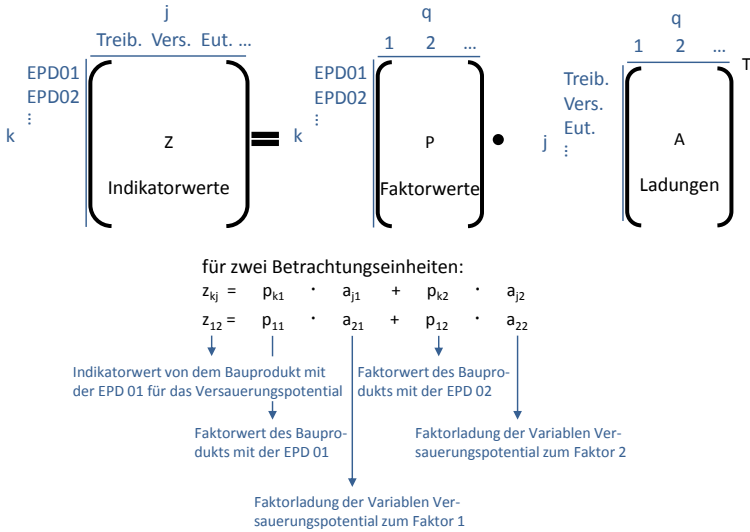 j
Treib. Vers. Eut. ...
EPD01
EPD02
...
k
Z
Indikatorwerte
=
q
1 2 ...
EPD01
EPD02
...
k
P
Faktorwerte
•
q
1 2 ...
T
Treib.
Vers.
Eut.
...
j
A
Ladungen
für zwei Betrachtungseinheiten:
zkj = pk1 · aj1 + pk2 · aj2
z12 = p11 · a21 + p12 · a22
Indikatorwert von dem Bauprodukt mit
der EPD 01 für das Versauerungspotential
Faktorwert des Baupro-
dukts mit der EPD 02
Faktorwert des Baupro-
dukts mit der EPD 01
Faktorladung der Variablen Ver-
sauerungspotential zum Faktor 2
Faktorladung der Variablen Ver-
sauerungspotential zum Faktor 1